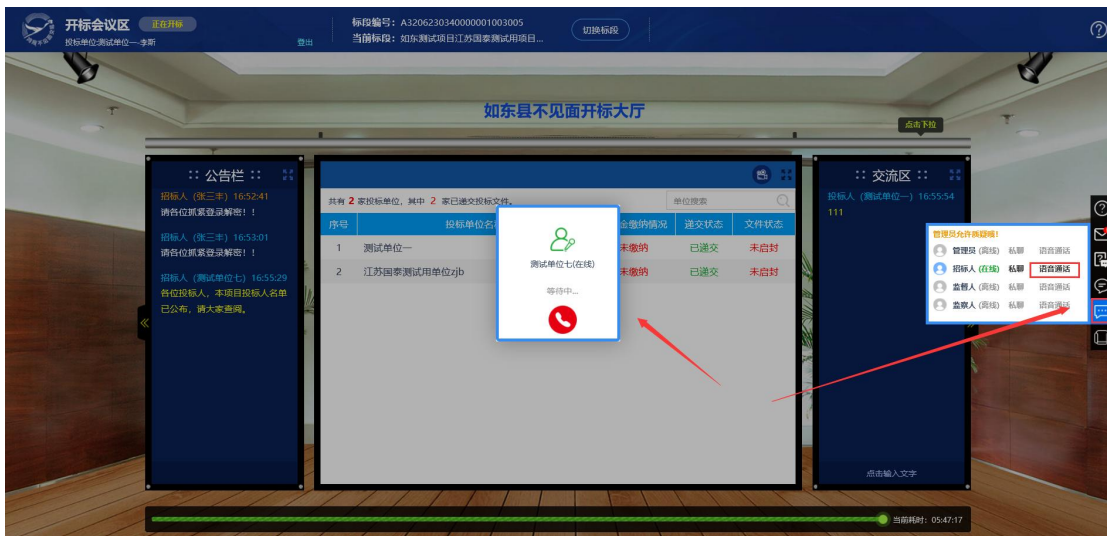 开标会议区 正在开标
投标单位:测试单位一-李斯 登出
标段编号：A3206230340000001003005
当前标段：如东测试项目江苏国泰测试用项目...
切换标段
如东县不见面开标大厅
点击下拉
:: 公告栏 ::
招标人 (张三丰) 16:52:41
请各位抓紧登录解密！！
招标人 (张三丰) 16:53:01
请各位抓紧登录解密！！
招标人 (测试单位七) 16:55:29
各位投标人，本项目投标人名单
已公布，请大家查阅。
共有 2 家投标单位，其中 2 家已递交投标文件。 单位搜索
序号 投标单位名 金缴纳情况 递交状态 文件状态
1 测试单位一 未缴纳 已递交 未启封
2 江苏国泰测试用单位zjb 未缴纳 已递交 未启封
测试单位七(在线)
等待中...
:: 交流区 ::
投标人 (测试单位一) 16:55:54
111
管理员允许质疑啦!
管理员 (离线) 私聊 语音通话
招标人 (在线) 私聊 语音通话
监督人 (离线) 私聊 语音通话
监察人 (离线) 私聊 语音通话
点击输入文字
当前耗时：05:47:17